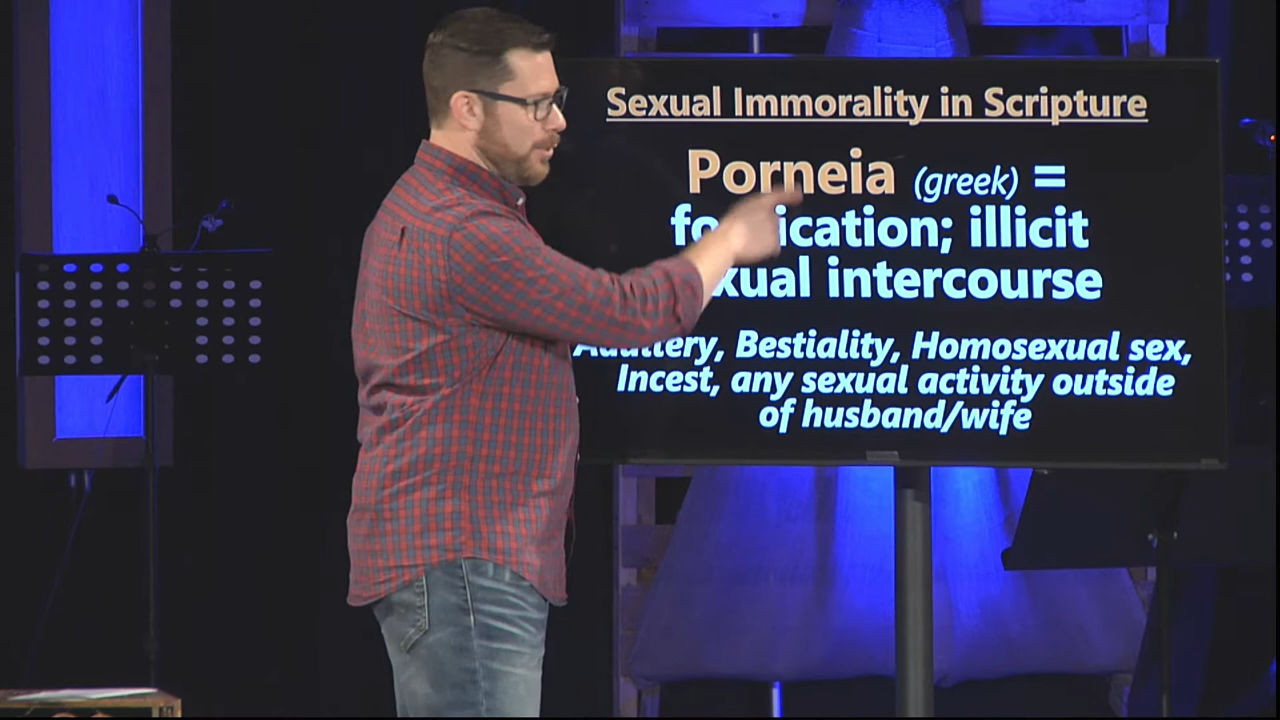 Sexual Immorality in Scripture
Porneia (greek) =
illicit
intercourse
Bestiality, Homosexual sex,
Incest, any sexual activity outside
of husband/wife